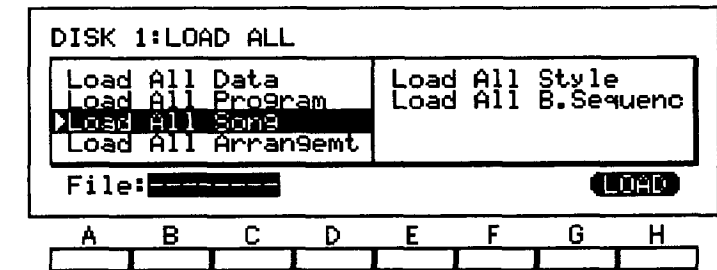 DISK 1:LOAD ALL
Load All Data
Load All Program
Load All Song
Load All Arrangemt
Load All Style
Load All B.Sequenc
File:--------
LOAD
A B C D E F G H